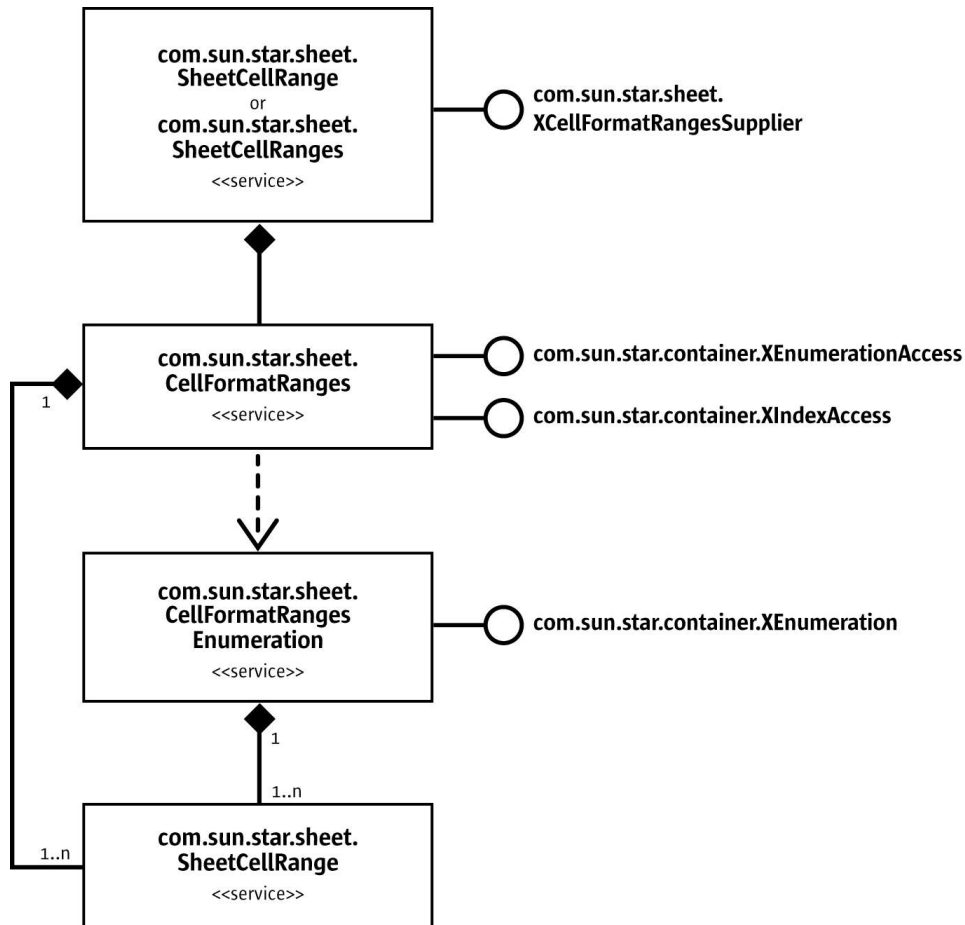 com.sun.star.sheet.
SheetCellRange
or
com.sun.star.sheet.
SheetCellRanges
<<service>>
com.sun.star.sheet.
XCellFormatRangesSupplier
com.sun.star.sheet.
CellFormatRanges
<<service>>
com.sun.star.container.XEnumerationAccess
com.sun.star.container.XIndexAccess
1
com.sun.star.sheet.
CellFormatRanges
Enumeration
<<service>>
com.sun.star.container.XEnumeration
1
1..n
1..n
com.sun.star.sheet.
SheetCellRange
<<service>>